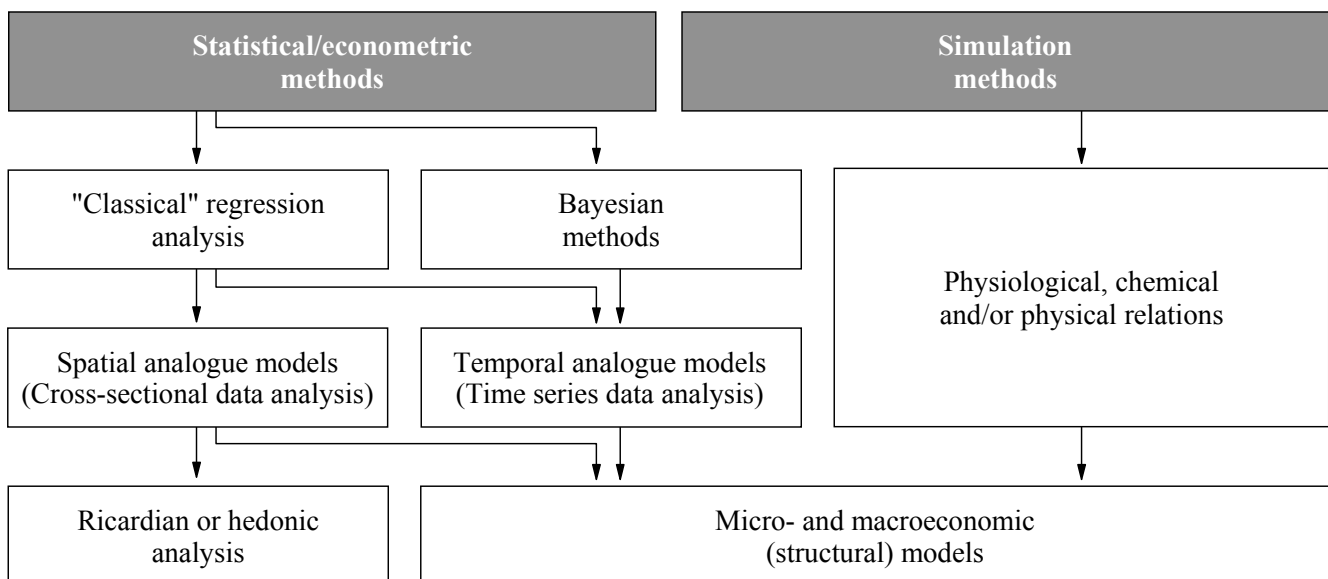 Statistical/econometric
methods
Simulation
methods
"Classical" regression
analysis
Bayesian
methods
Physiological, chemical
and/or physical relations
Spatial analogue models
(Cross-sectional data analysis)
Temporal analogue models
(Time series data analysis)
Ricardian or hedonic
analysis
Micro- and macroeconomic
(structural) models